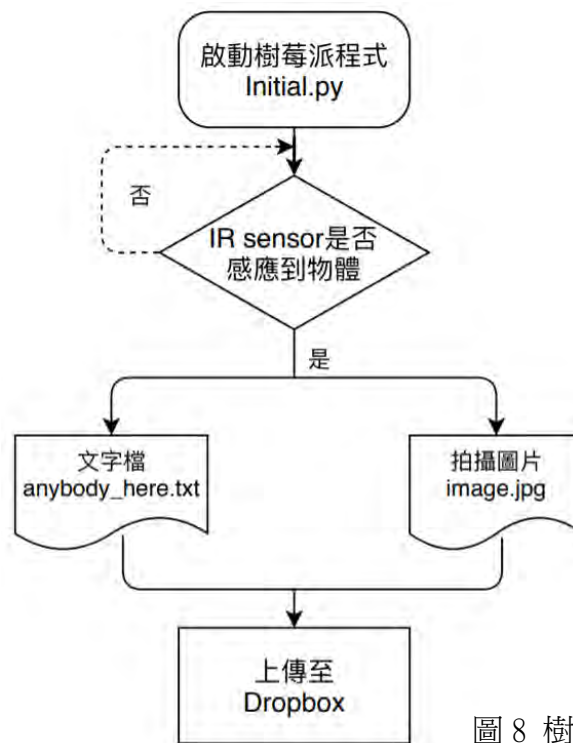 啟動樹莓派程式
Initial.py
否
IR sensor是否
感應到物體
是
文字檔
anybody_here.txt
拍攝圖片
image.jpg
上傳至
Dropbox
圖 8 樹